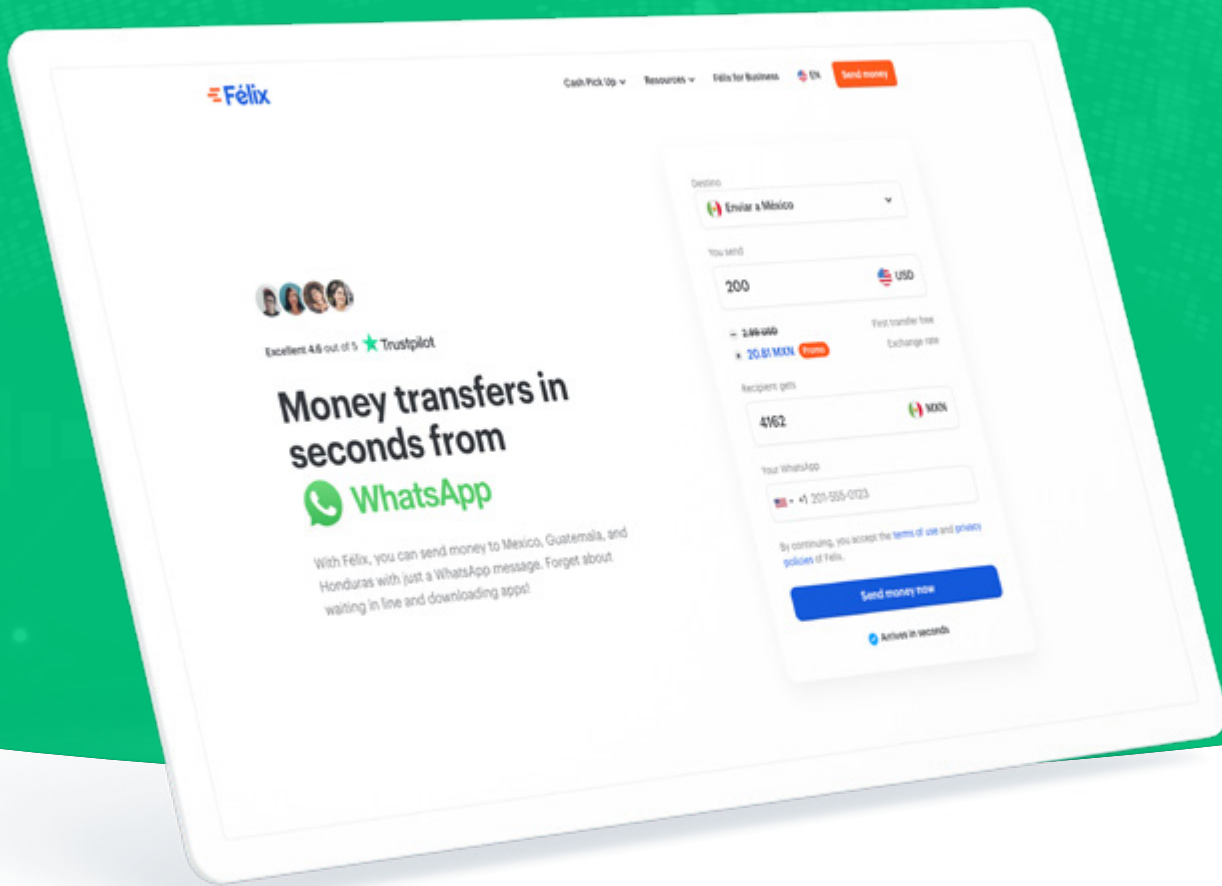 Félix
Cash Pick Up
Resources
Félix for Business
EN
Send money
Excellent 4.6 out of 5 Trustpilot
Money transfers in
seconds from
WhatsApp
With Félix, you can send money to Mexico, Guatemala, and
Honduras with just a WhatsApp message. Forget about
waiting in line and downloading apps!
Destino
Enviar a México
You send
200 USD
2.99 USD First transfer free
20.81 MXN Promo Exchange rate
Recipient gets
4162 MXN
Your WhatsApp
+1 201-555-0123
By continuing, you accept the terms of use and privacy
policies of Felix.
Send money now
Arrives in seconds